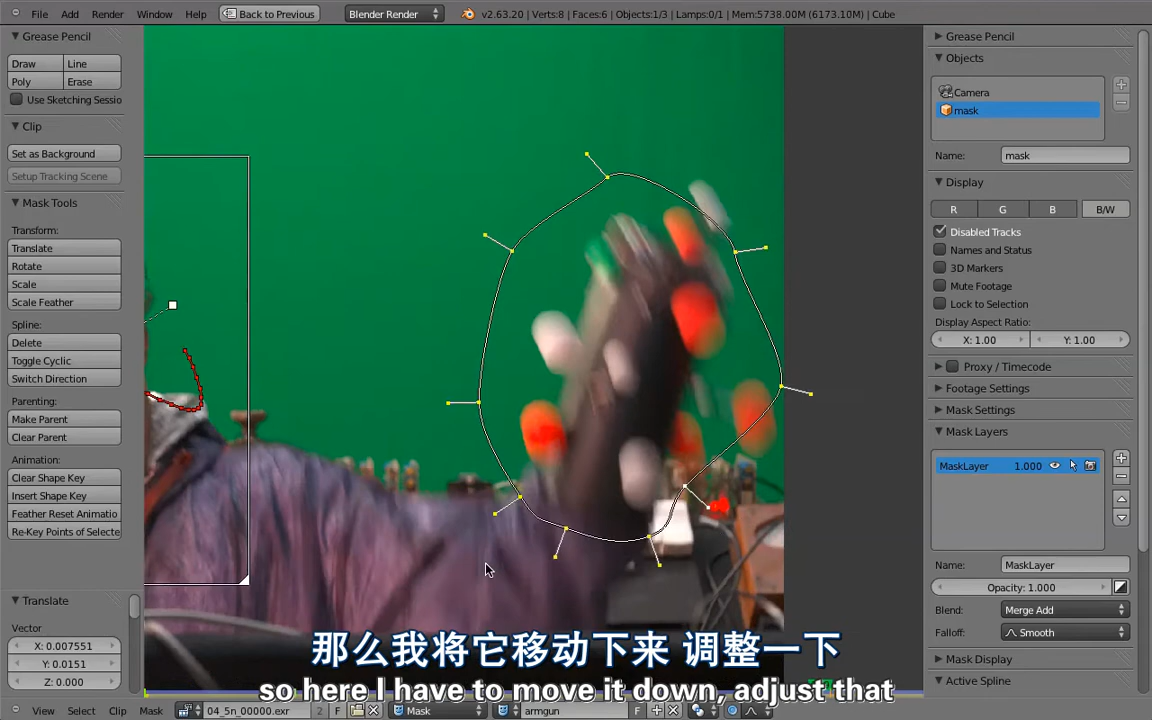 File Add Render Window Help Back to Previous Blender Render v2.63.20 | Verts:8 | Faces:6 | Objects:1/3 | Lamps:0/1 | Mem:5738.00M (6173.10M) | Cube
Grease Pencil
Draw Line
Poly Erase
Use Sketching Sessio
Clip
Set as Background
Setup Tracking Scene
Mask Tools
Transform:
Translate
Rotate
Scale
Scale Feather
Spline:
Delete
Toggle Cyclic
Switch Direction
Parenting:
Make Parent
Clear Parent
Animation:
Clear Shape Key
Insert Shape Key
Feather Reset Animatio
Re-Key Points of Selecte
Translate
Vector
X: 0.007551
Y: 0.0151
Z: 0.000
Grease Pencil
Objects
Camera
mask
Name: mask
Display
R G B B/W
Disabled Tracks
Names and Status
3D Markers
Mute Footage
Lock to Selection
Display Aspect Ratio:
X: 1.00 Y: 1.00
Proxy / Timecode
Footage Settings
Mask Settings
Mask Layers
MaskLayer 1.000
Name: MaskLayer
Opacity: 1.000
Blend: Merge Add
Falloff: Smooth
Mask Display
Active Spline
那么我将它移动下来 调整一下
so here I have to move it down, adjust that
View Select Clip Mask 04_5n_00000.exr 2 F Mask armgun F